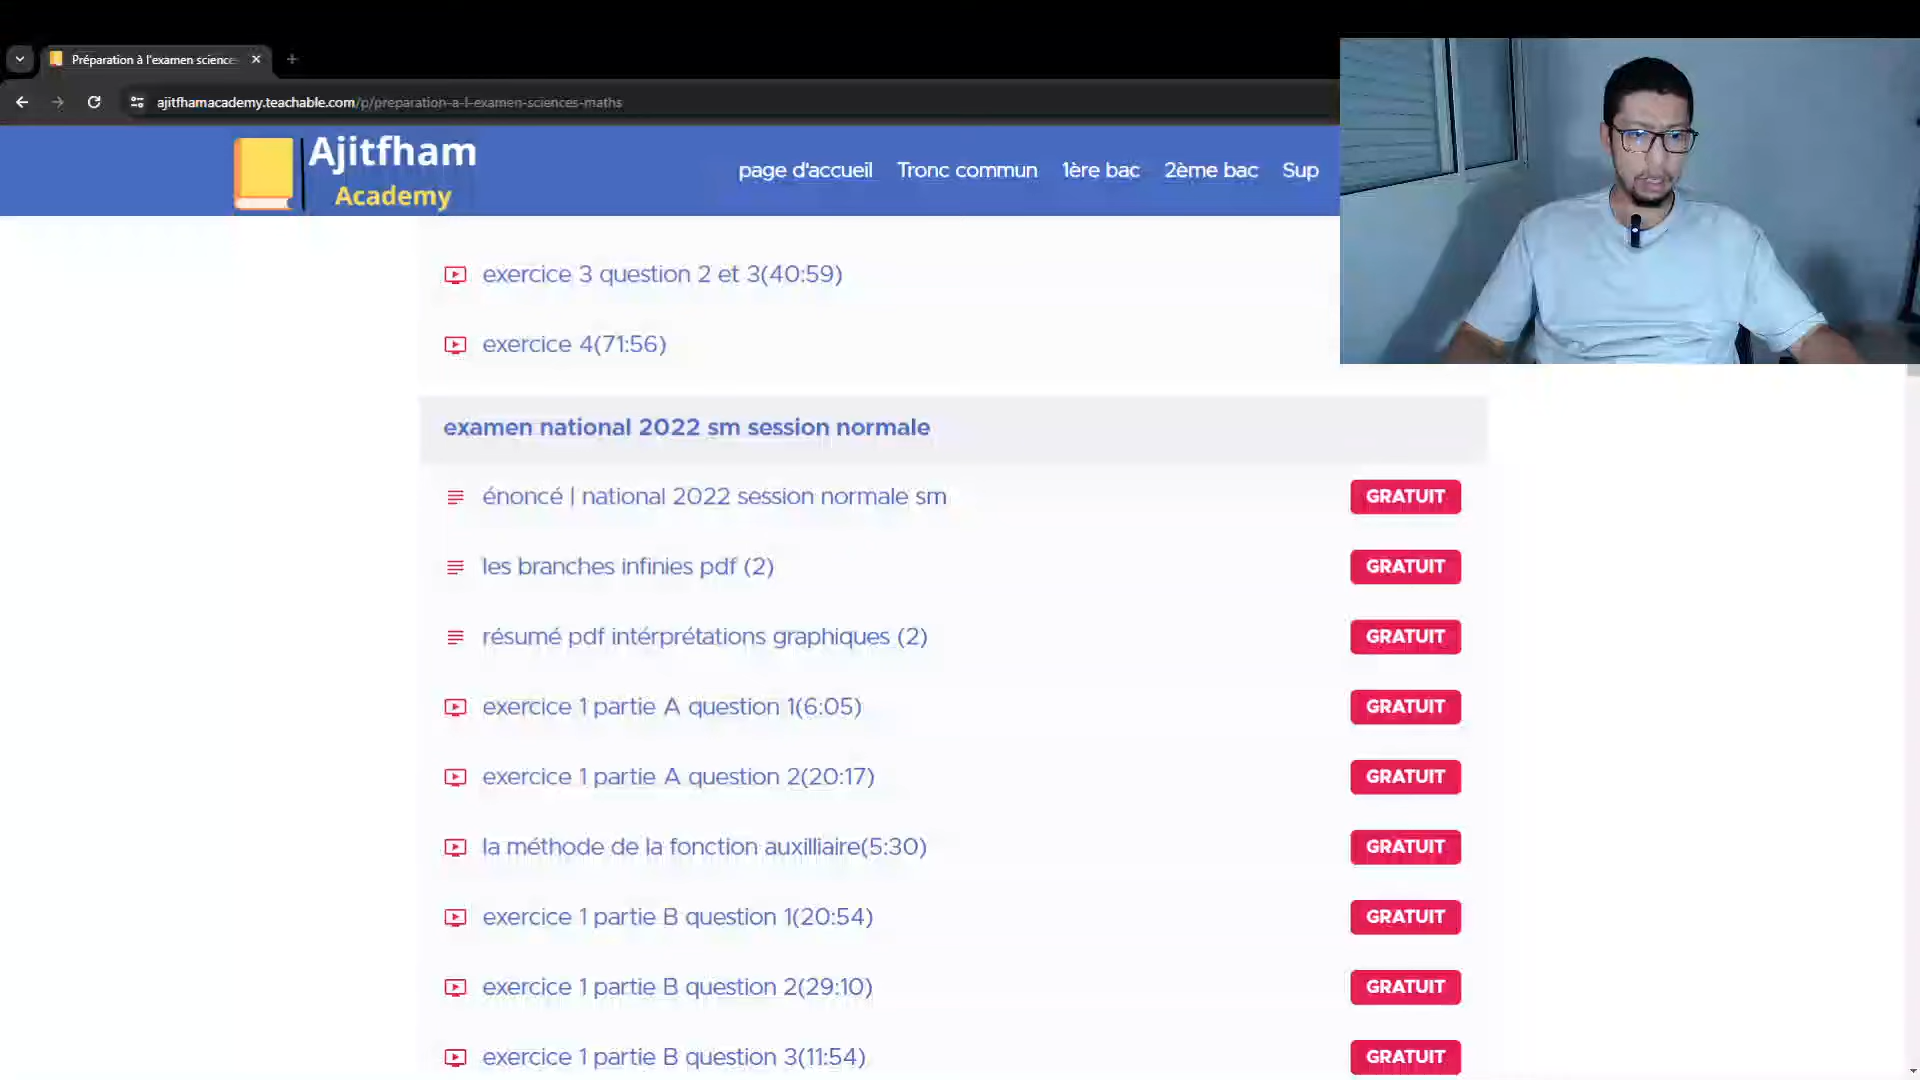 Préparation à l'examen science
ajitfhamacademy.teachable.com/p/preparation-a-l-examen-sciences-maths
Ajitfham
Academy
page d'accueil
Tronc commun
1ère bac
2ème bac
Sup
exercice 3 question 2 et 3(40:59)
exercice 4(71:56)
examen national 2022 sm session normale
énoncé | national 2022 session normale sm
GRATUIT
les branches infinies pdf (2)
GRATUIT
résumé pdf intérprétations graphiques (2)
GRATUIT
exercice 1 partie A question 1(6:05)
GRATUIT
exercice 1 partie A question 2(20:17)
GRATUIT
la méthode de la fonction auxilliaire(5:30)
GRATUIT
exercice 1 partie B question 1(20:54)
GRATUIT
exercice 1 partie B question 2(29:10)
GRATUIT
exercice 1 partie B question 3(11:54)
GRATUIT